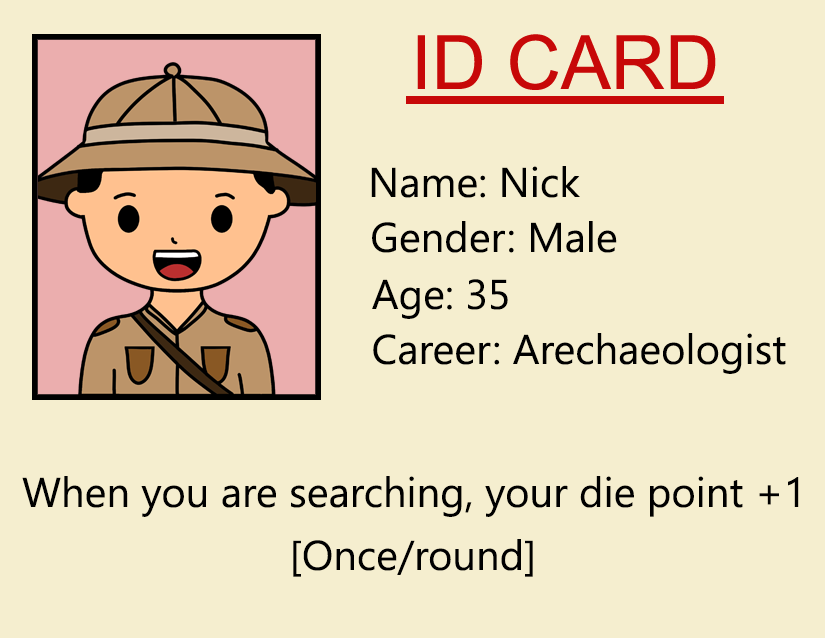 ID CARD
Name: Nick
Gender: Male
Age: 35
Career: Arechaeologist
When you are searching, your die point +1
[Once/round]